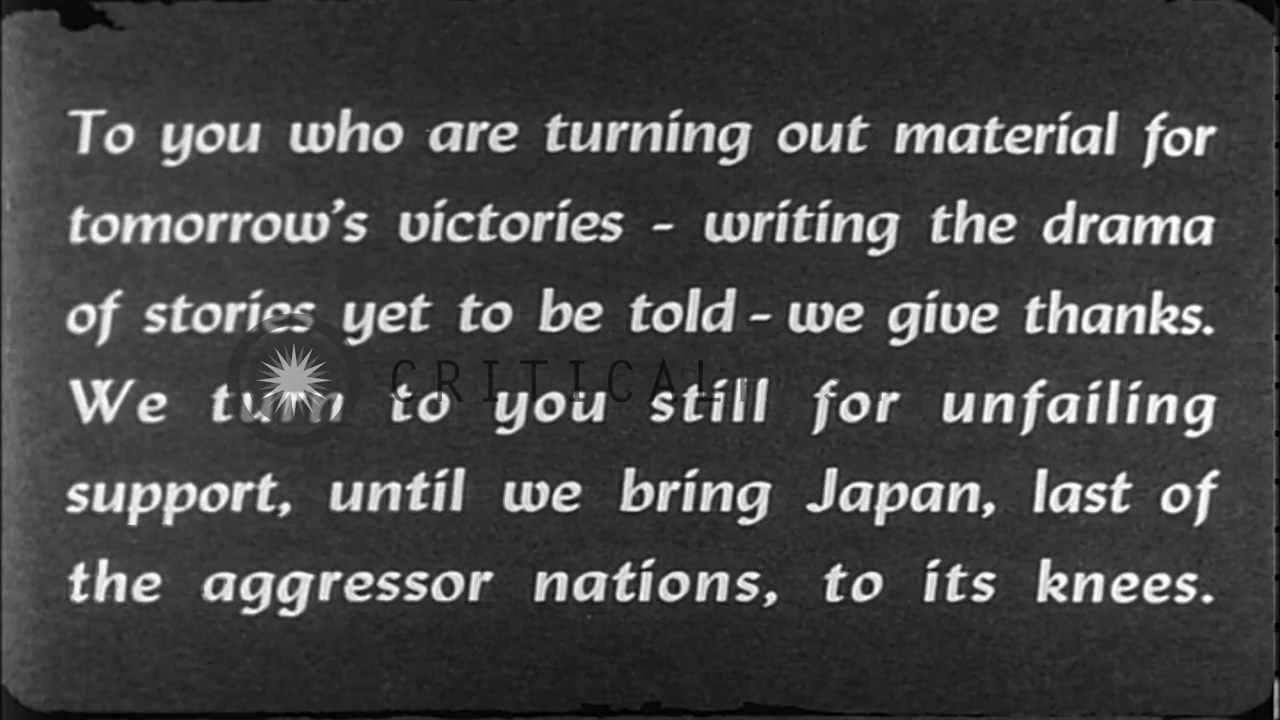 To you who are turning out material for
tomorrow's victories - writing the drama
of stories yet to be told - we give thanks.
We turn to you still for unfailing
support, until we bring Japan, last of
the aggressor nations, to its knees.
CRITICAL